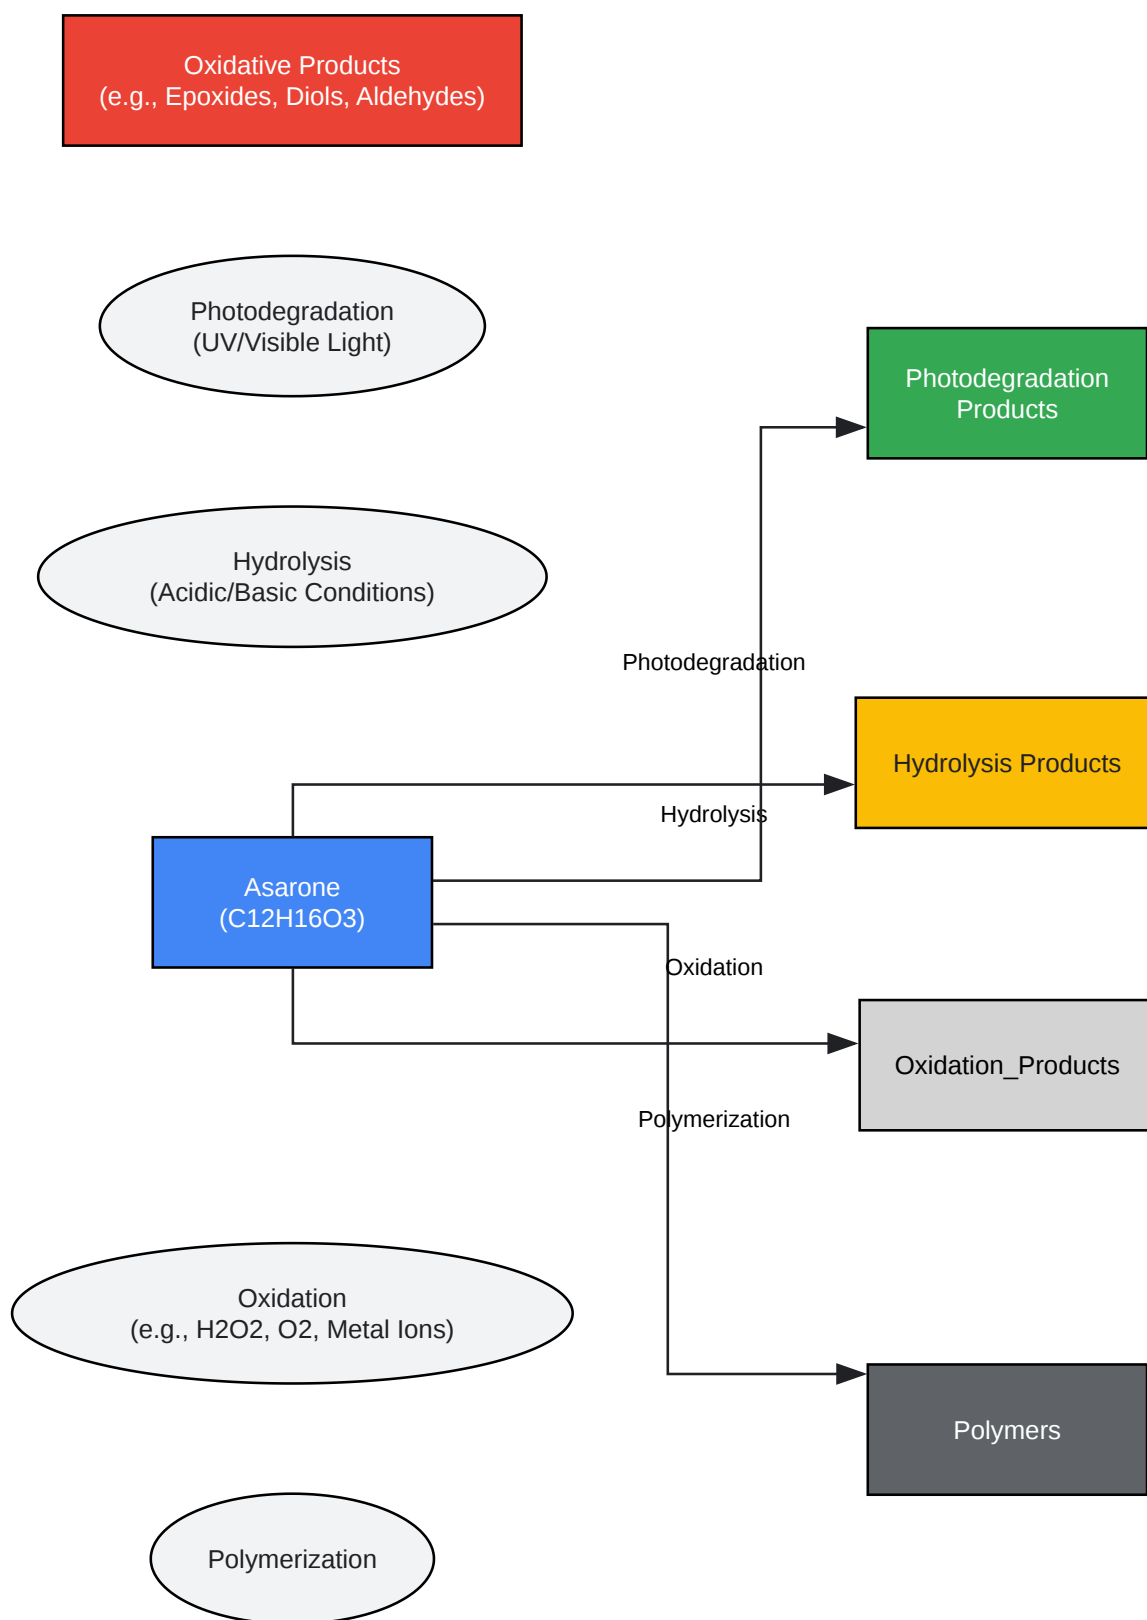 Oxidative Products
(e.g., Epoxides, Diols, Aldehydes)
Photodegradation
(UV/Visible Light)
Photodegradation
Products
Hydrolysis
(Acidic/Basic Conditions)
Photodegradation
Hydrolysis Products
Hydrolysis
Asarone
(C12H16O3)
Oxidation
Oxidation_Products
Polymerization
Oxidation
(e.g., H2O2, O2, Metal Ions)
Polymers
Polymerization